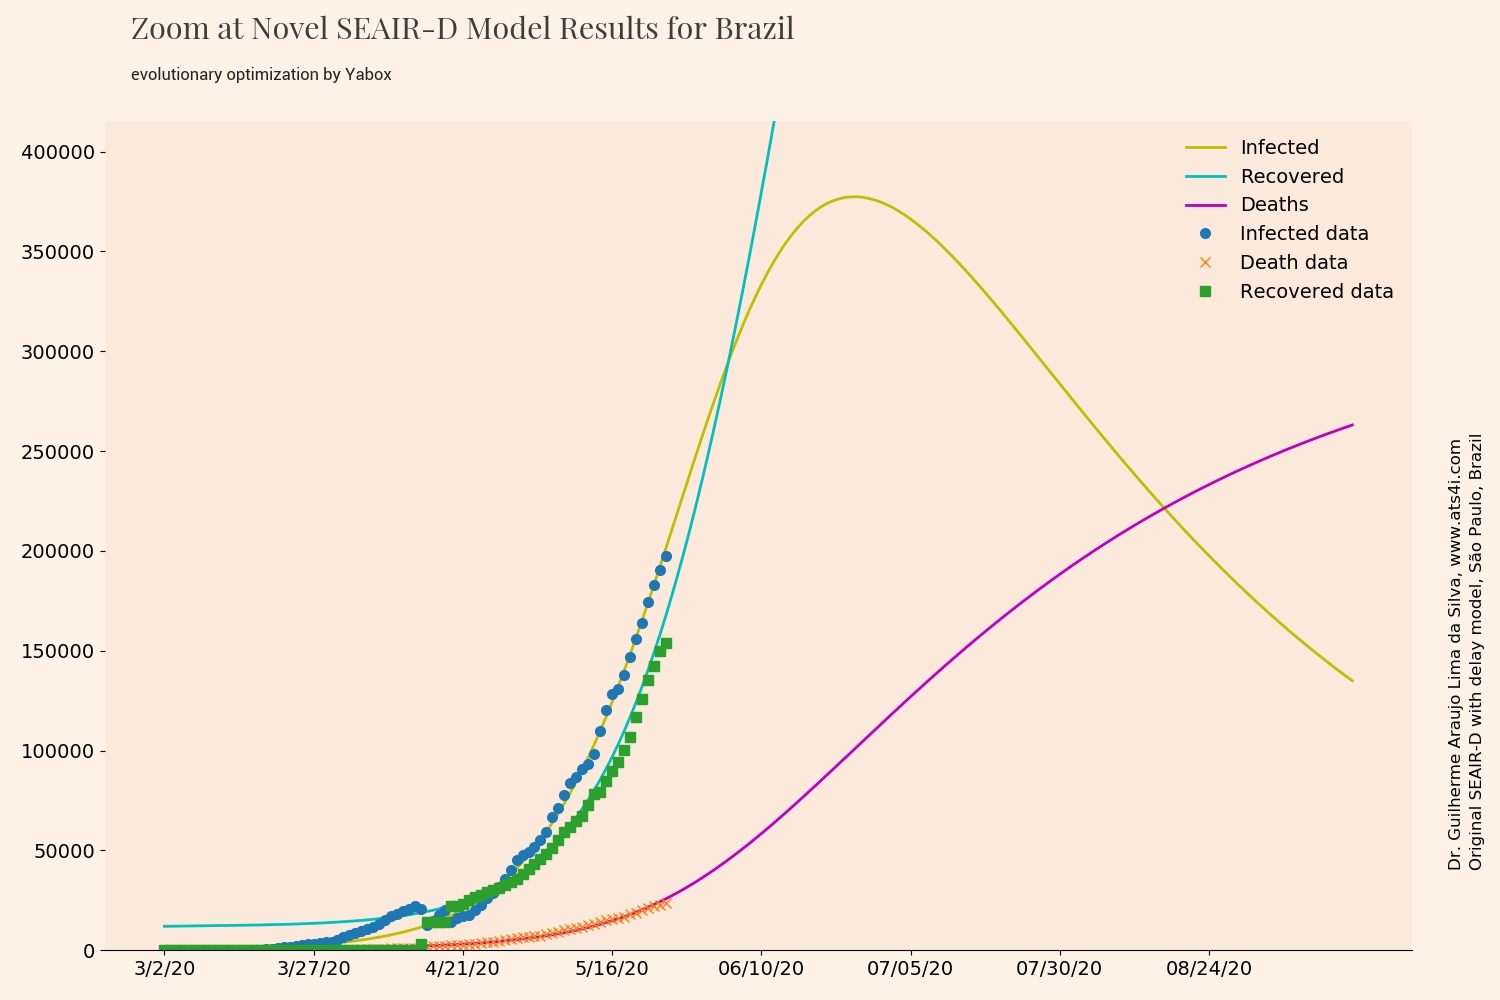 Zoom at Novel SEAIR-D Model Results for Brazil
evolutionary optimization by Yabox
400000
350000
300000
250000
200000
150000
100000
50000
0
3/2/20
3/27/20
4/21/20
5/16/20
06/10/20
07/05/20
07/30/20
08/24/20
Infected
Recovered
Deaths
Infected data
Death data
Recovered data
Dr. Guilherme Araujo Lima da Silva, www.ats4i.com
Original SEAIR-D with delay model, São Paulo, Brazil